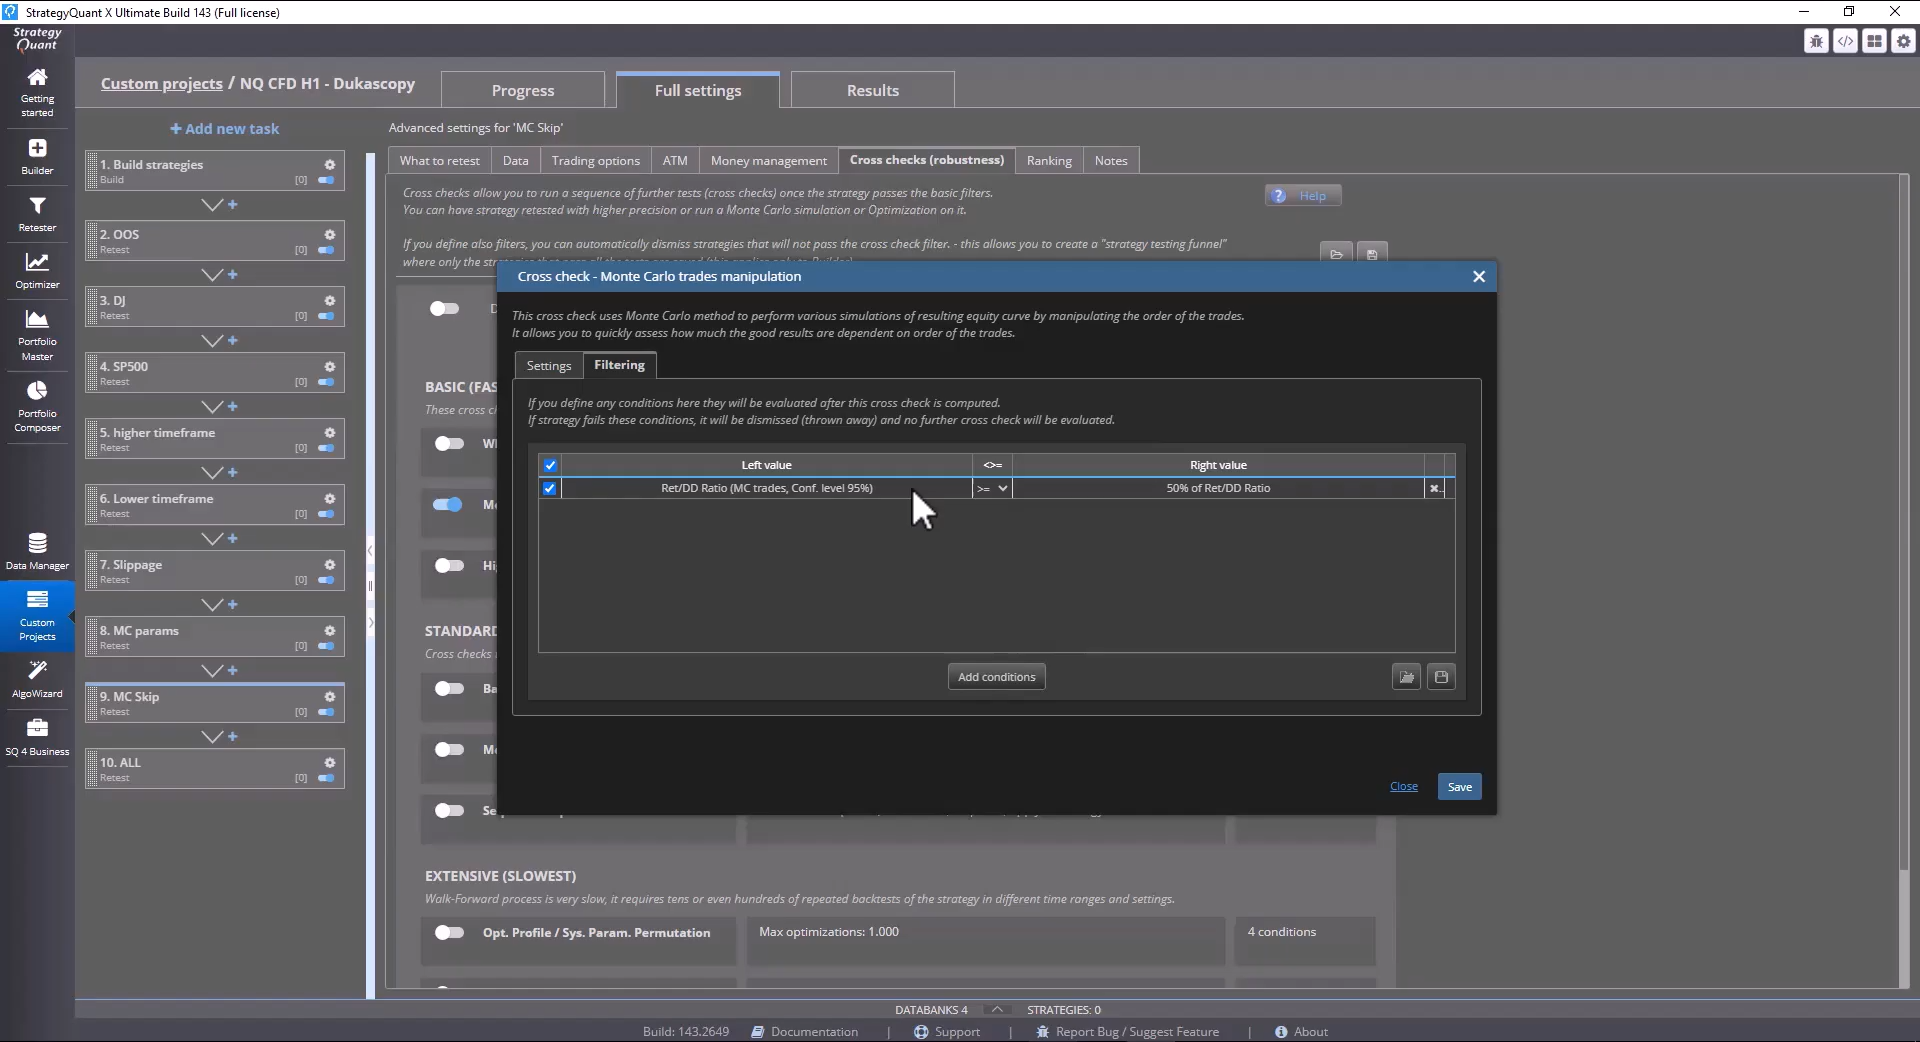 StrategyQuant X Ultimate Build 143 (Full license)
Strategy
Quant
Getting
started
Builder
Retester
Optimizer
Portfolio
Master
Portfolio
Composer
Data Manager
Custom
Projects
AlgoWizard
SQ 4 Business
Custom projects / NQ CFD H1 - Dukascopy
Progress
Full settings
Results
+ Add new task
1. Build strategies
Build
[0]
2. OOS
Retest
[0]
3. DJ
Retest
[0]
4. SP500
Retest
[0]
5. higher timeframe
Retest
[0]
6. Lower timeframe
Retest
[0]
7. Slippage
Retest
[0]
8. MC params
Retest
[0]
9. MC Skip
Retest
[0]
10. ALL
Retest
[0]
Advanced settings for 'MC Skip'
What to retest
Data
Trading options
ATM
Money management
Cross checks (robustness)
Ranking
Notes
Cross checks allow you to run a sequence of further tests (cross checks) once the strategy passes the basic filters.
You can have strategy retested with higher precision or run a Monte Carlo simulation or Optimization on it.
? Help
If you define also filters, you can automatically dismiss strategies that will not pass the cross check filter. - this allows you to create a "strategy testing funnel"
where only the
BASIC (FAS
These cross c
Wh
Mo
Hi
STANDARD
Cross checks
Ba
Mo
Se
Cross check - Monte Carlo trades manipulation
This cross check uses Monte Carlo method to perform various simulations of resulting equity curve by manipulating the order of the trades.
It allows you to quickly assess how much the good results are dependent on order of the trades.
Settings
Filtering
If you define any conditions here they will be evaluated after this cross check is computed.
If strategy fails these conditions, it will be dismissed (thrown away) and no further cross check will be evaluated.
Left value
<>=
Right value
Ret/DD Ratio (MC trades, Conf. level 95%)
>=
50% of Ret/DD Ratio
Add conditions
Close
Save
EXTENSIVE (SLOWEST)
Walk-Forward process is very slow, it requires tens or even hundreds of repeated backtests of the strategy in different time ranges and settings.
Opt. Profile / Sys. Param. Permutation
Max optimizations: 1.000
4 conditions
DATABANKS 4
STRATEGIES: 0
Build: 143.2649
Documentation
|
Support
|
Report Bug / Suggest Feature
|
About